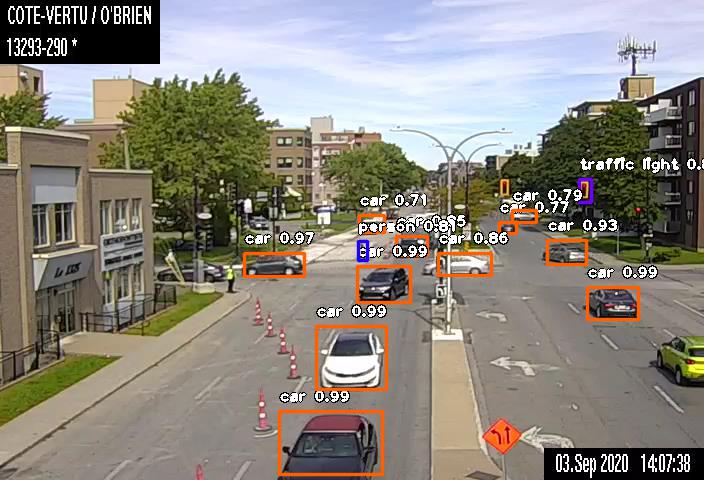 COTE-VERTU / O'BRIEN
13293-290 *
traffic light 0.8
car 0.79
car 0.71
car 0.77
person 0.81
car 0.93
car 0.97
car 0.86
car 0.99
car 0.99
car 0.99
car 0.99
03.Sep 2020 14:07:38